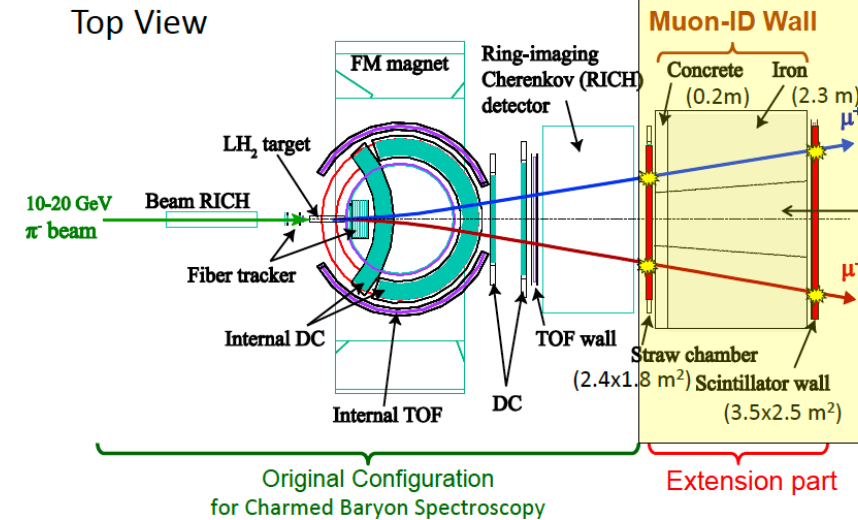 Top View
Muon-ID Wall
FM magnet
Ring-imaging
Cherenkov (RICH)
detector
Concrete
(0.2m)
Iron
(2.3 m)
μ⁺
LH₂ target
10-20 GeV
π⁻ beam
Beam RICH
Fiber tracker
μ⁻
Internal DC
TOF wall
Straw chamber
(2.4x1.8 m²)
Scintillator wall
(3.5x2.5 m²)
DC
Internal TOF
Original Configuration
for Charmed Baryon Spectroscopy
Extension part